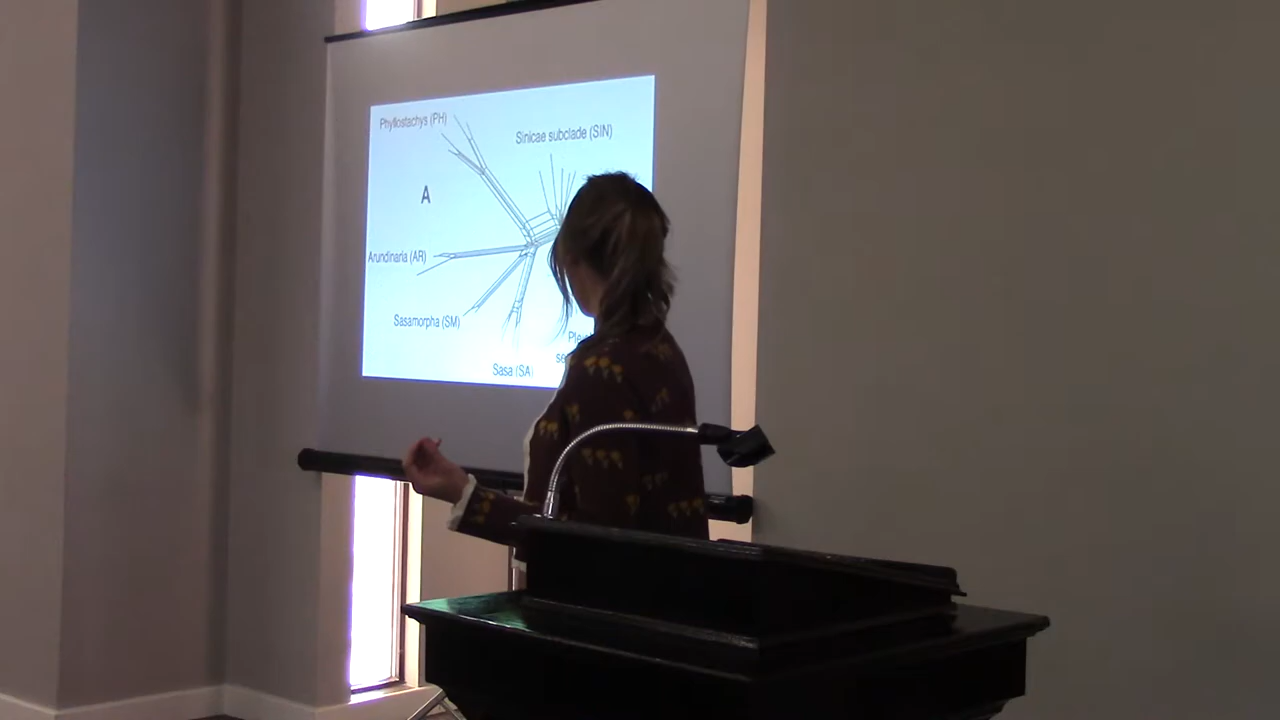 Phyllostachys (PH)
Sinicae subclade (SIN)
A
Arundinaria (AR)
Sasamorpha (SM)
Sasa (SA)